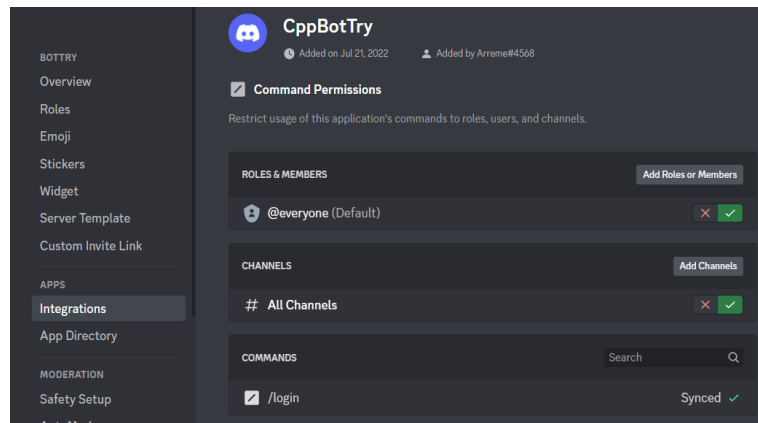 CppBotTry
Added on Jul 21, 2022 Added by Arreme#4568
Command Permissions
Restrict usage of this application's commands to roles, users, and channels.
BOTTRY
Overview
Roles
Emoji
Stickers
Widget
Server Template
Custom Invite Link
APPS
Integrations
App Directory
MODERATION
Safety Setup
ROLES & MEMBERS Add Roles or Members
@everyone (Default)
CHANNELS Add Channels
All Channels
COMMANDS Search
/login Synced